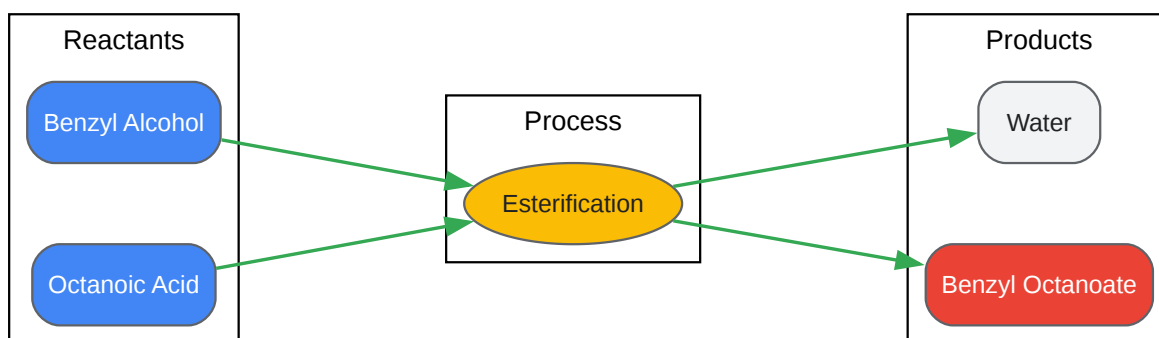 Reactants
Benzyl Alcohol
Octanoic Acid
Process
Esterification
Products
Water
Benzyl Octanoate